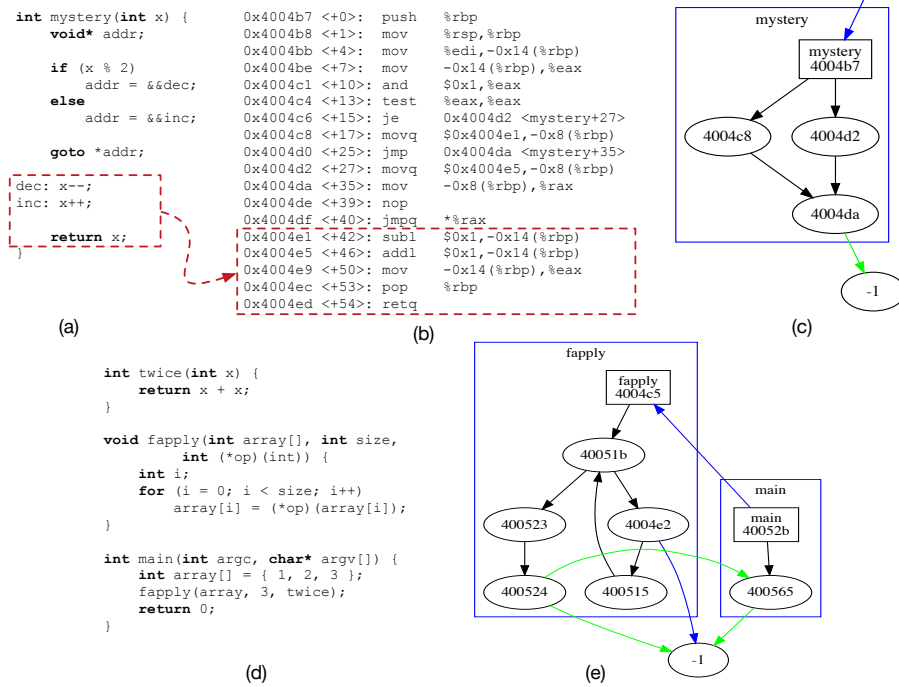 int mystery(int x) {
void* addr;
if (x % 2)
addr = &&dec;
else
addr = &&inc;
goto *addr;
dec: x--;
inc: x++;
return x;
}
(a)
0x4004b7 <+0>: push %rbp
0x4004b8 <+1>: mov %rsp,%rbp
0x4004bb <+4>: mov %edi,-0x14(%rbp)
0x4004be <+7>: mov -0x14(%rbp),%eax
0x4004c1 <+10>: and $0x1,%eax
0x4004c4 <+13>: test %eax,%eax
0x4004c6 <+15>: je 0x4004d2 <mystery+27>
0x4004c8 <+17>: movq $0x4004e1,-0x8(%rbp)
0x4004d0 <+25>: jmp 0x4004da <mystery+35>
0x4004d2 <+27>: movq $0x4004e5,-0x8(%rbp)
0x4004da <+35>: mov -0x8(%rbp),%rax
0x4004de <+39>: nop
0x4004df <+40>: jmpq *%rax
0x4004e1 <+42>: subl $0x1,-0x14(%rbp)
0x4004e5 <+46>: addl $0x1,-0x14(%rbp)
0x4004e9 <+50>: mov -0x14(%rbp),%eax
0x4004ec <+53>: pop %rbp
0x4004ed <+54>: retq
(b)
mystery
mystery
4004b7
4004c8
4004d2
4004da
-1
(c)
int twice(int x) {
return x + x;
}
void fapply(int array[], int size,
int (*op)(int)) {
int i;
for (i = 0; i < size; i++)
array[i] = (*op)(array[i]);
}
int main(int argc, char* argv[]) {
int array[] = { 1, 2, 3 };
fapply(array, 3, twice);
return 0;
}
(d)
fapply
fapply
4004c5
40051b
400523
4004e2
400524
400515
main
main
40052b
400565
-1
(e)